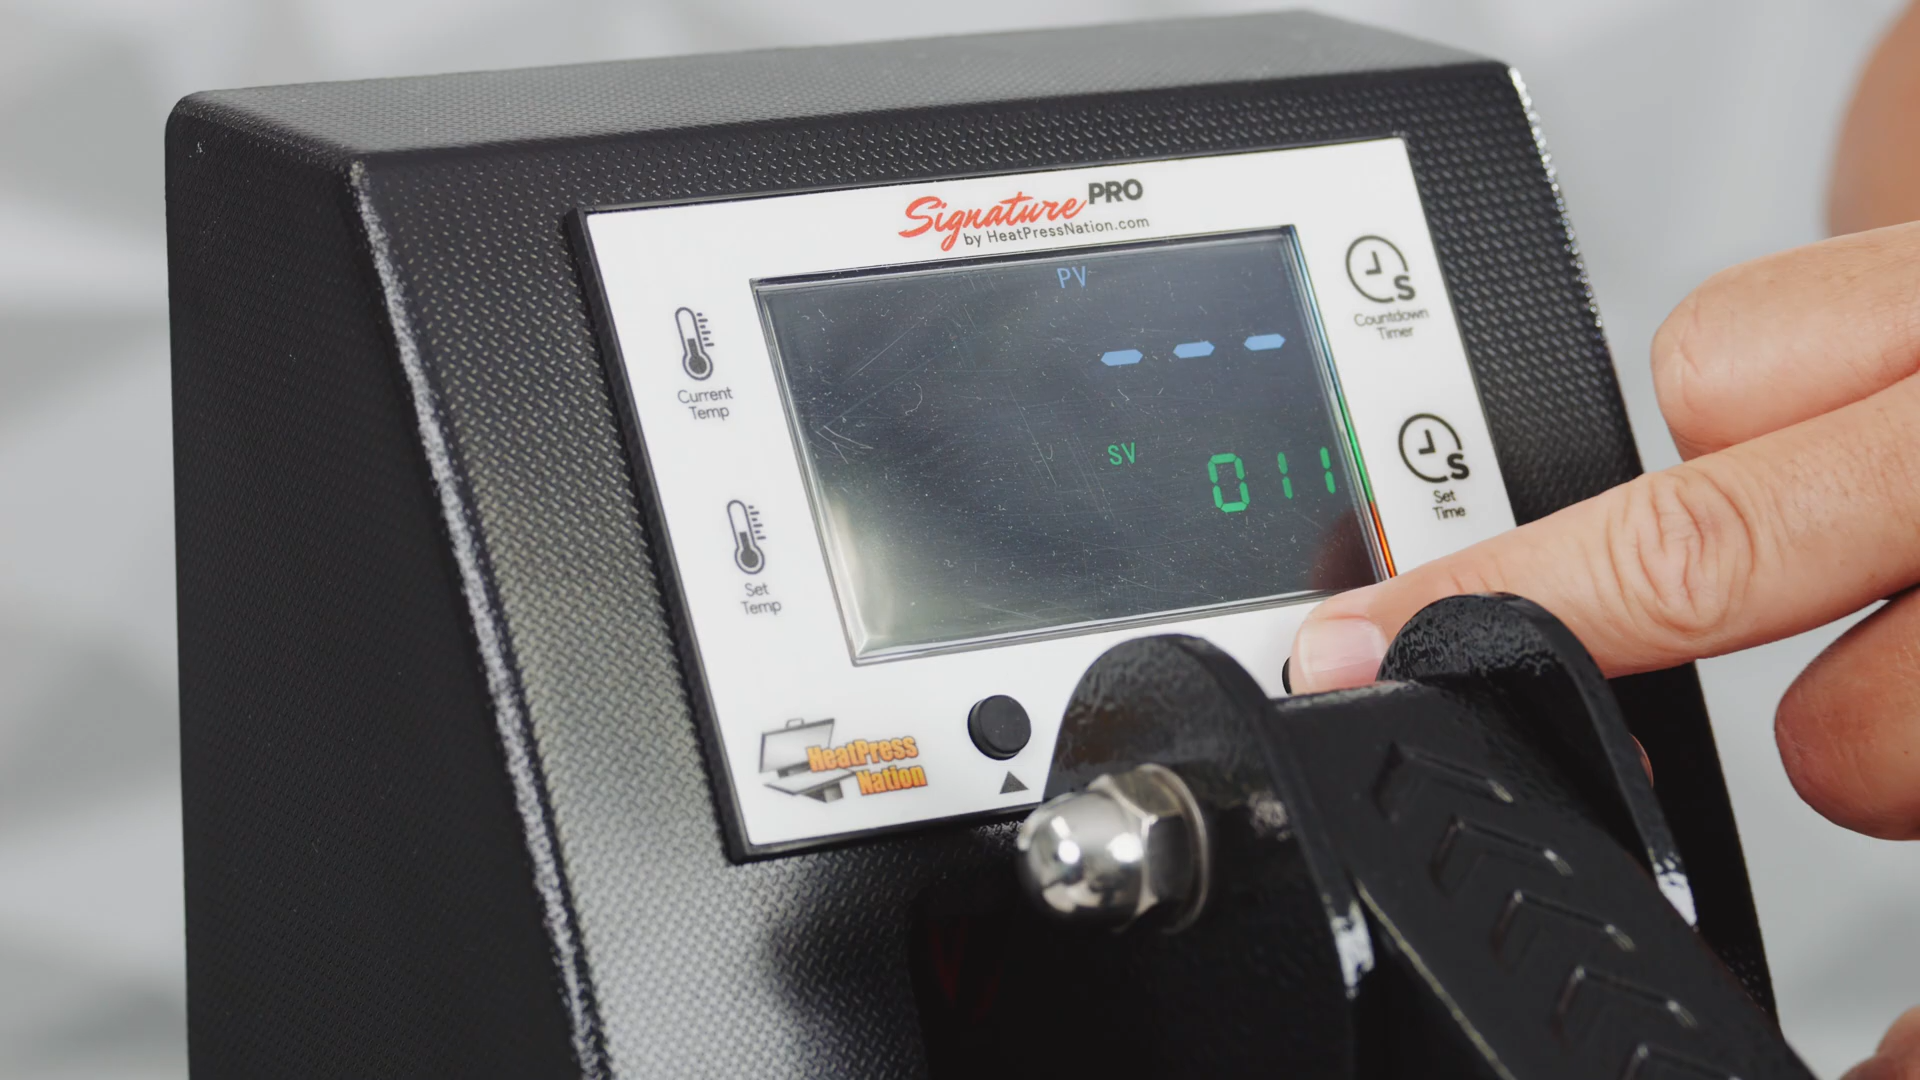 Signature PRO
by HeatPressNation.com
PV
- - -
SV
011
Current
Temp
Set
Temp
Countdown
Timer
S
Set
Time
S
HeatPress
Nation